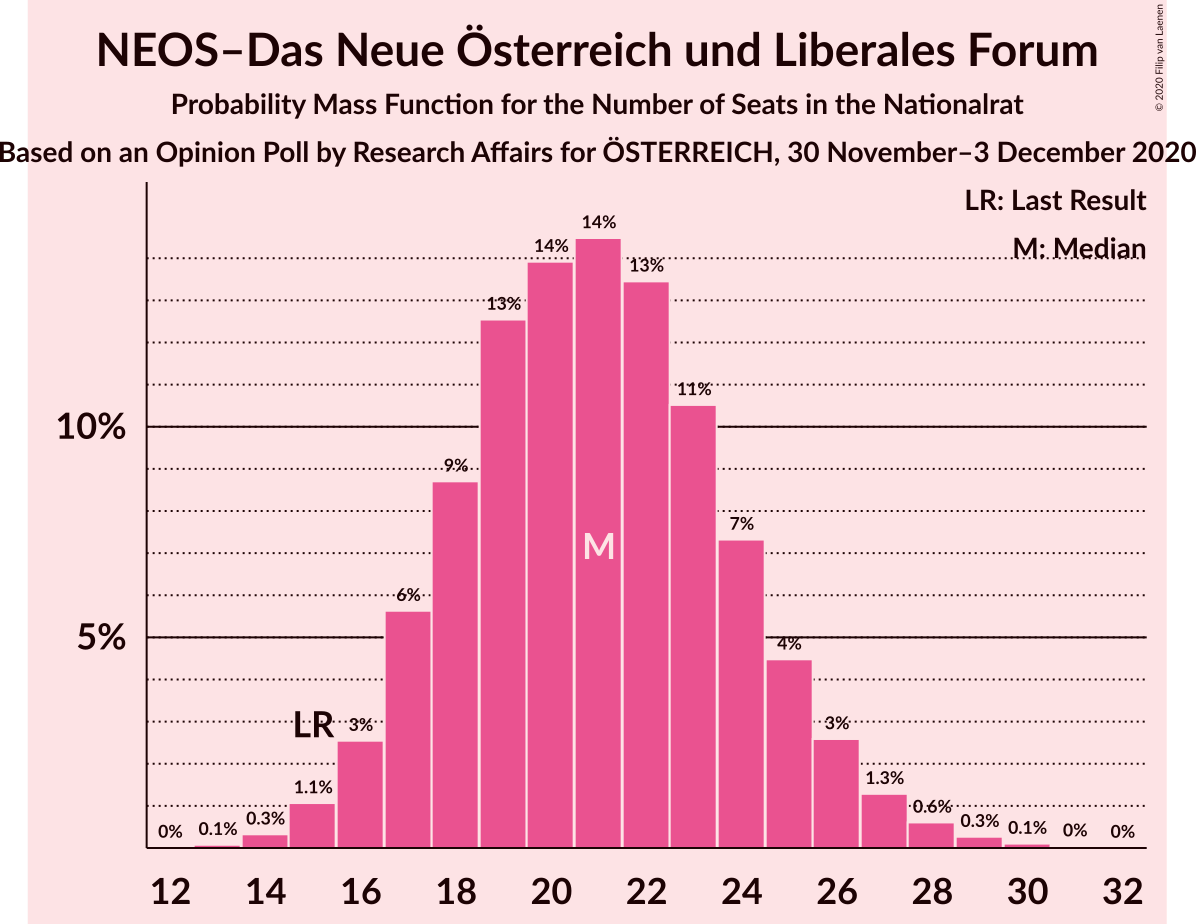 NEOS–Das Neue Österreich und Liberales Forum
Probability Mass Function for the Number of Seats in the Nationalrat
Based on an Opinion Poll by Research Affairs for ÖSTERREICH, 30 November–3 December 2020
© 2020 Filip van Laenen
LR: Last Result
M: Median
14%
14%
13%
13%
11%
10%
9%
7%
M
6%
5%
4%
LR
3%
3%
1.1%
1.3%
0%
0.1%
0.3%
0.6%
0.3%
0.1%
0%
0%
12 14 16 18 20 22 24 26 28 30 32